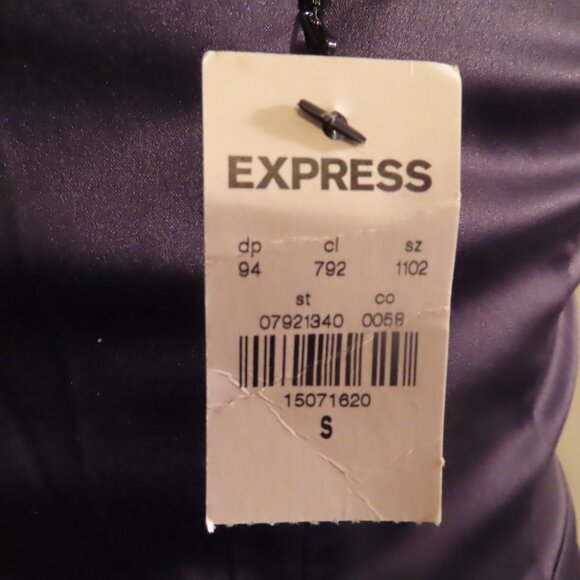 EXPRESS
dp cl sz
94 792 1102
st co
07921340 0058
15071620
S